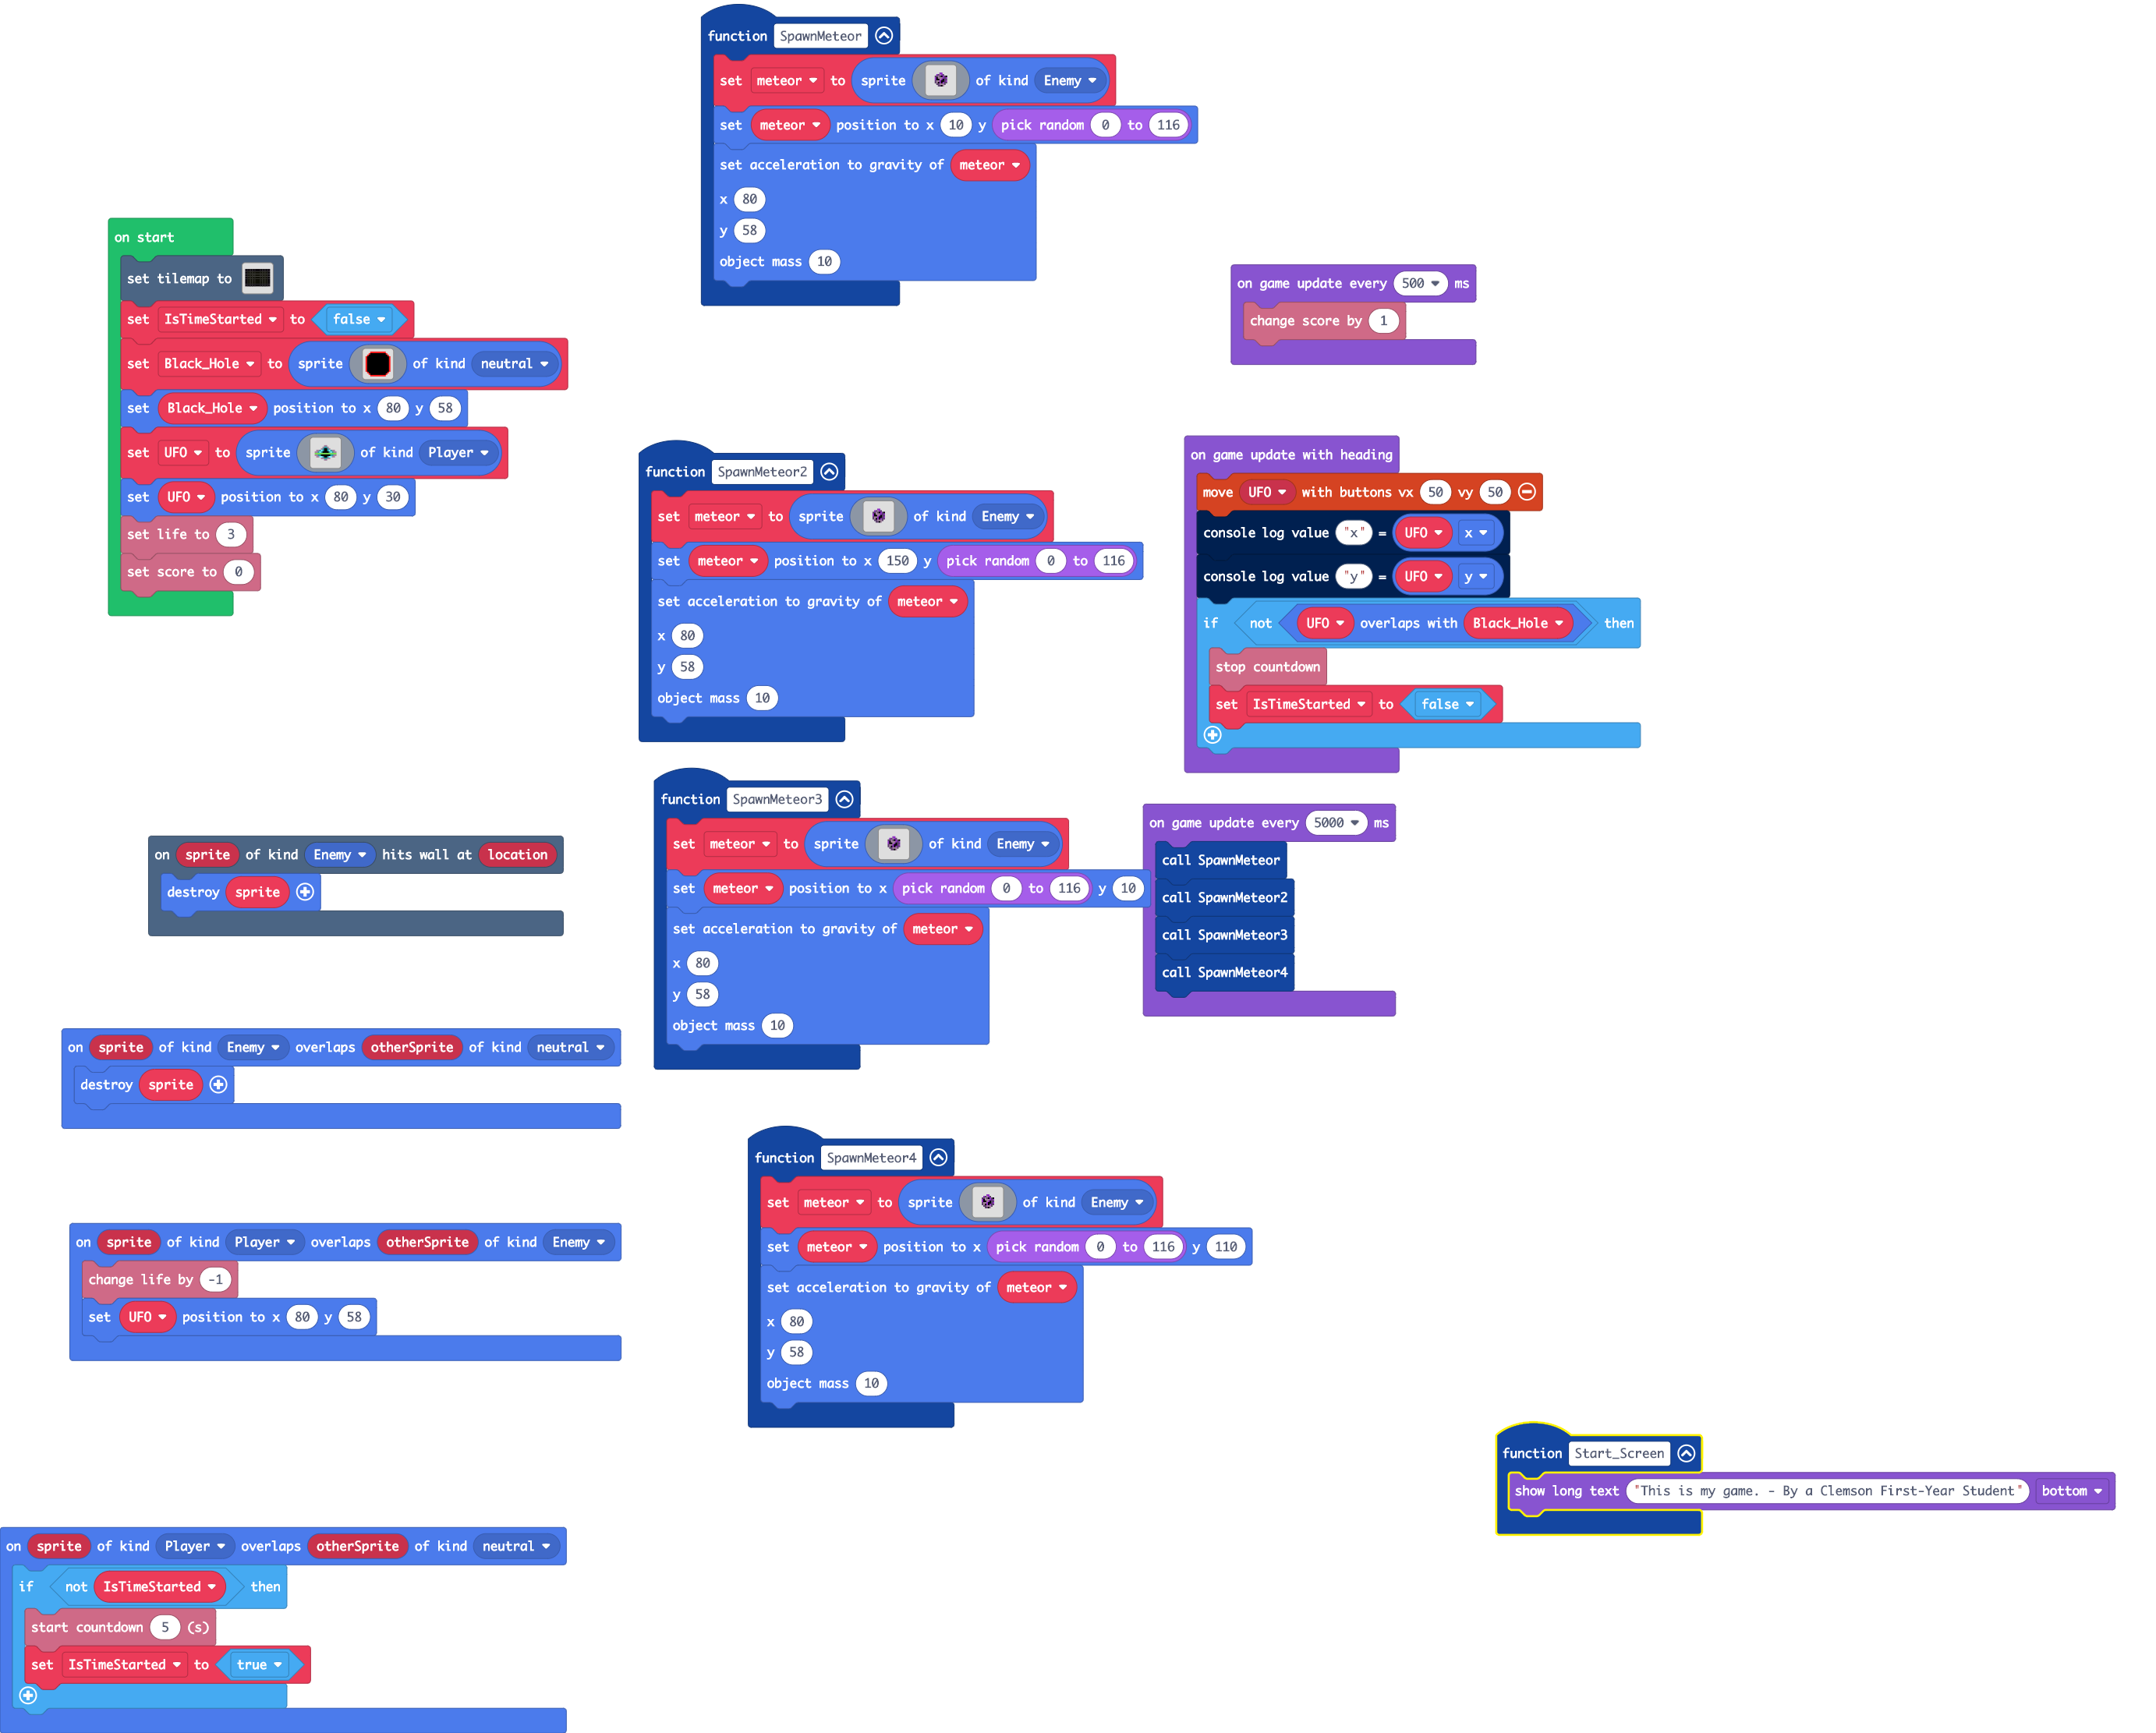 function SpawnMeteor
set meteor to sprite of kind Enemy
set meteor position to x 10 y pick random 0 to 116
set acceleration to gravity of meteor
x 80
y 58
object mass 10
on start
set tilemap to
set IsTimeStarted to false
set Black_Hole to sprite of kind neutral
set Black_Hole position to x 80 y 58
set UFO to sprite of kind Player
set UFO position to x 80 y 30
set life to 3
set score to 0
on game update every 500 ms
change score by 1
function SpawnMeteor2
set meteor to sprite of kind Enemy
set meteor position to x 150 y pick random 0 to 116
set acceleration to gravity of meteor
x 80
y 58
object mass 10
on game update with heading
move UFO with buttons vx 50 vy 50
console log value "x" = UFO x
console log value "y" = UFO y
if not UFO overlaps with Black_Hole then
stop countdown
set IsTimeStarted to false
function SpawnMeteor3
set meteor to sprite of kind Enemy
set meteor position to x pick random 0 to 116 y 10
set acceleration to gravity of meteor
x 80
y 58
object mass 10
on game update every 5000 ms
call SpawnMeteor
call SpawnMeteor2
call SpawnMeteor3
call SpawnMeteor4
on sprite of kind Enemy hits wall at location
destroy sprite
on sprite of kind Enemy overlaps otherSprite of kind neutral
destroy sprite
function SpawnMeteor4
set meteor to sprite of kind Enemy
set meteor position to x pick random 0 to 116 y 110
set acceleration to gravity of meteor
x 80
y 58
object mass 10
on sprite of kind Player overlaps otherSprite of kind Enemy
change life by -1
set UFO position to x 80 y 58
function Start_Screen
show long text "This is my game. - By a Clemson First-Year Student" bottom
on sprite of kind Player overlaps otherSprite of kind neutral
if not IsTimeStarted then
start countdown 5 (s)
set IsTimeStarted to true